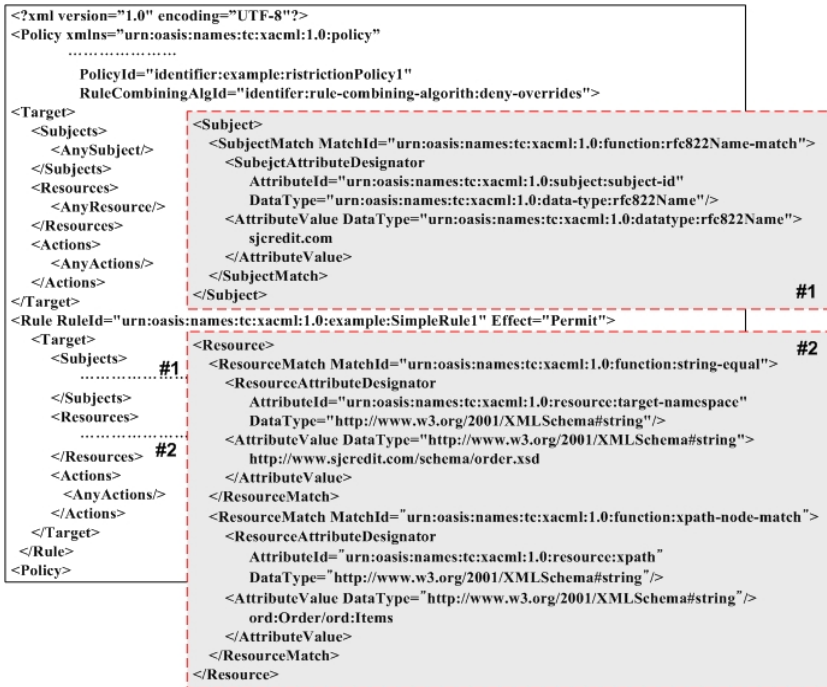 <?xml version="1.0" encoding="UTF-8"?>
<Policy xmlns="urn:oasis:names:tc:xacml:1.0:policy"
…………………
PolicyId="identifier:example:ristrictionPolicy1"
RuleCombiningAlgId="identifer:rule-combining-algorith:deny-overrides">
<Target>
<Subjects>
<AnySubject/>
</Subjects>
<Resources>
<AnyResource/>
</Resources>
<Actions>
<AnyActions/>
</Actions>
</Target>
<Rule RuleId="urn:oasis:names:tc:xacml:1.0:example:SimpleRule1" Effect="Permit">
<Target>
<Subjects>
#1
…………………
</Subjects>
<Resources>
…………………
</Resources> #2
<Actions>
<AnyActions/>
</Actions>
</Target>
</Rule>
<Policy>
<Subject>
<SubjectMatch MatchId="urn:oasis:names:tc:xacml:1.0:function:rfc822Name-match">
<SubejctAttributeDesignator
AttributeId="urn:oasis:names:tc:xacml:1.0:subject:subject-id"
DataType="urn:oasis:names:tc:xacml:1.0:data-type:rfc822Name"/>
<AttributeValue DataType="urn:oasis:names:tc:xacml:1.0:datatype:rfc822Name">
sjcredit.com
</AttributeValue>
</SubjectMatch>
</Subject>
#1
#2
<Resource>
<ResourceMatch MatchId="urn:oasis:names:tc:xacml:1.0:function:string-equal">
<ResourceAttributeDesignator
AttributeId="urn:oasis:names:tc:xacml:1.0:resource:target-namespace"
DataType="http://www.w3.org/2001/XMLSchema#string"/>
<AttributeValue DataType="http://www.w3.org/2001/XMLSchema#string">
http://www.sjcredit.com/schema/order.xsd
</AttributeValue>
</ResourceMatch>
<ResourceMatch MatchId="urn:oasis:names:tc:xacml:1.0:function:xpath-node-match">
<ResourceAttributeDesignator
AttributeId="urn:oasis:names:tc:xacml:1.0:resource:xpath"
DataType="http://www.w3.org/2001/XMLSchema#string"/>
<AttributeValue DataType="http://www.w3.org/2001/XMLSchema#string"/>
ord:Order/ord:Items
</AttributeValue>
</ResourceMatch>
</Resource>